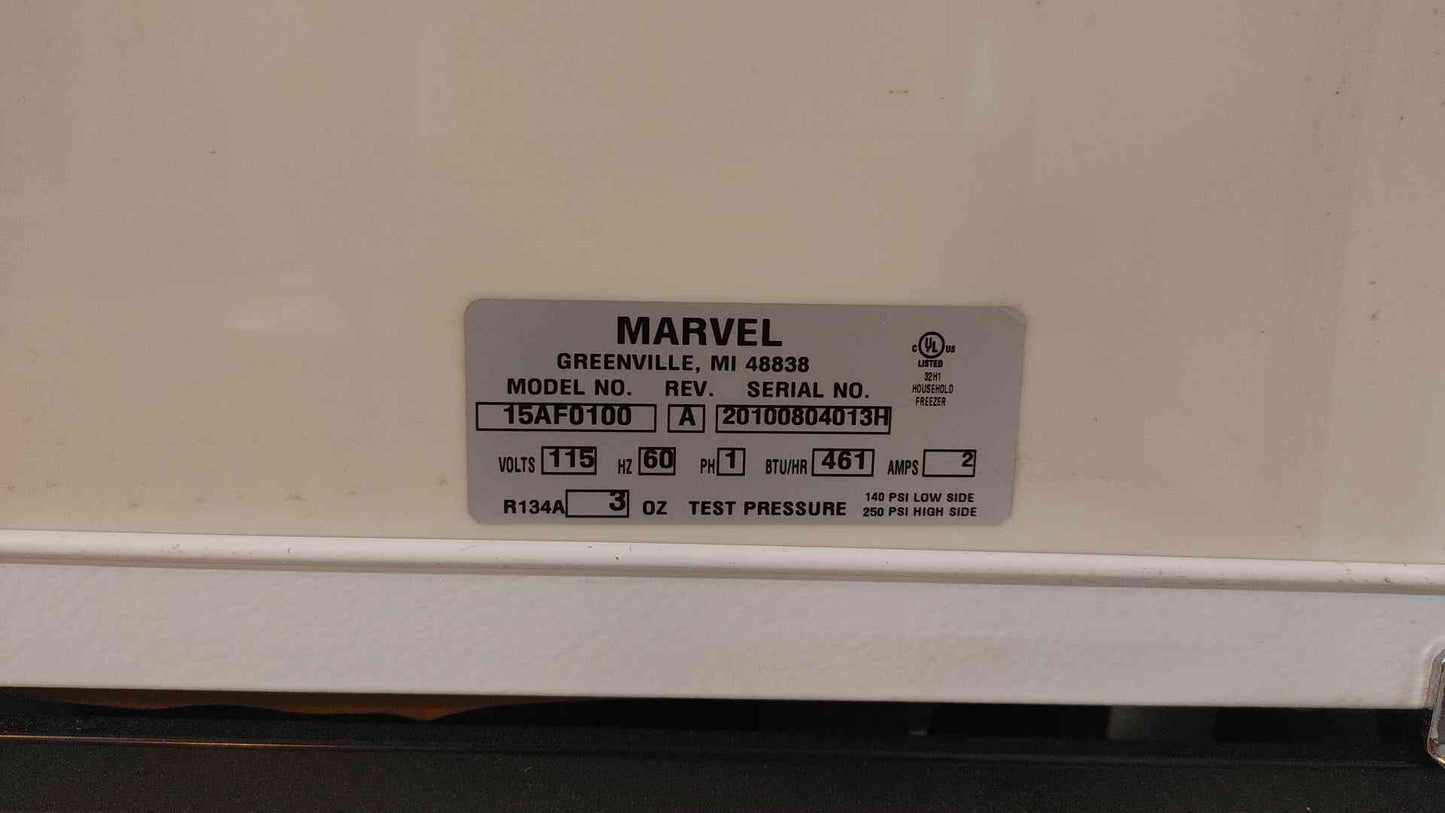 MARVEL
GREENVILLE, MI 48838
C UL US
LISTED
32H1
HOUSEHOLD
FREEZER
MODEL NO. REV. SERIAL NO.
15AF0100 A 20100804013H
VOLTS 115 HZ 60 PH 1 BTU/HR 461 AMPS 2
R134A 3 OZ TEST PRESSURE 140 PSI LOW SIDE
250 PSI HIGH SIDE